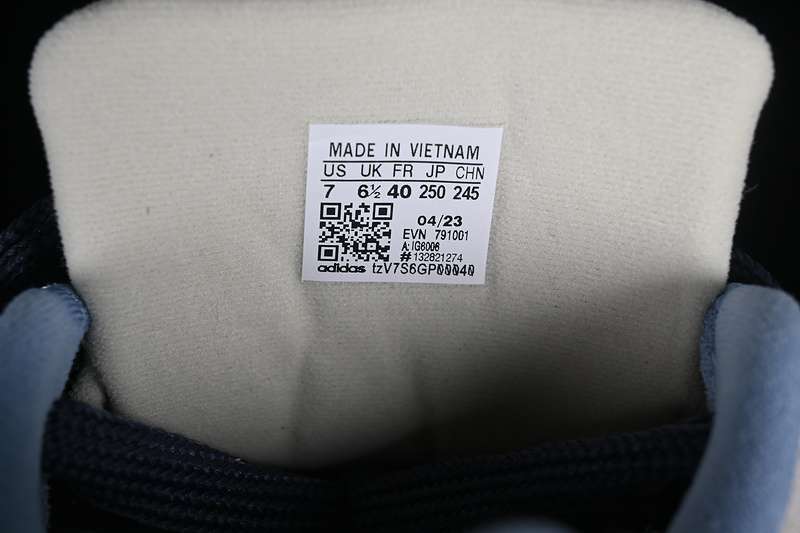 MADE IN VIETNAM
US UK FR JP CHN
7 6½ 40 250 245
04/23
EVN 791001
A: IG6006
# 132821274
adidas tzV7S6GP00040